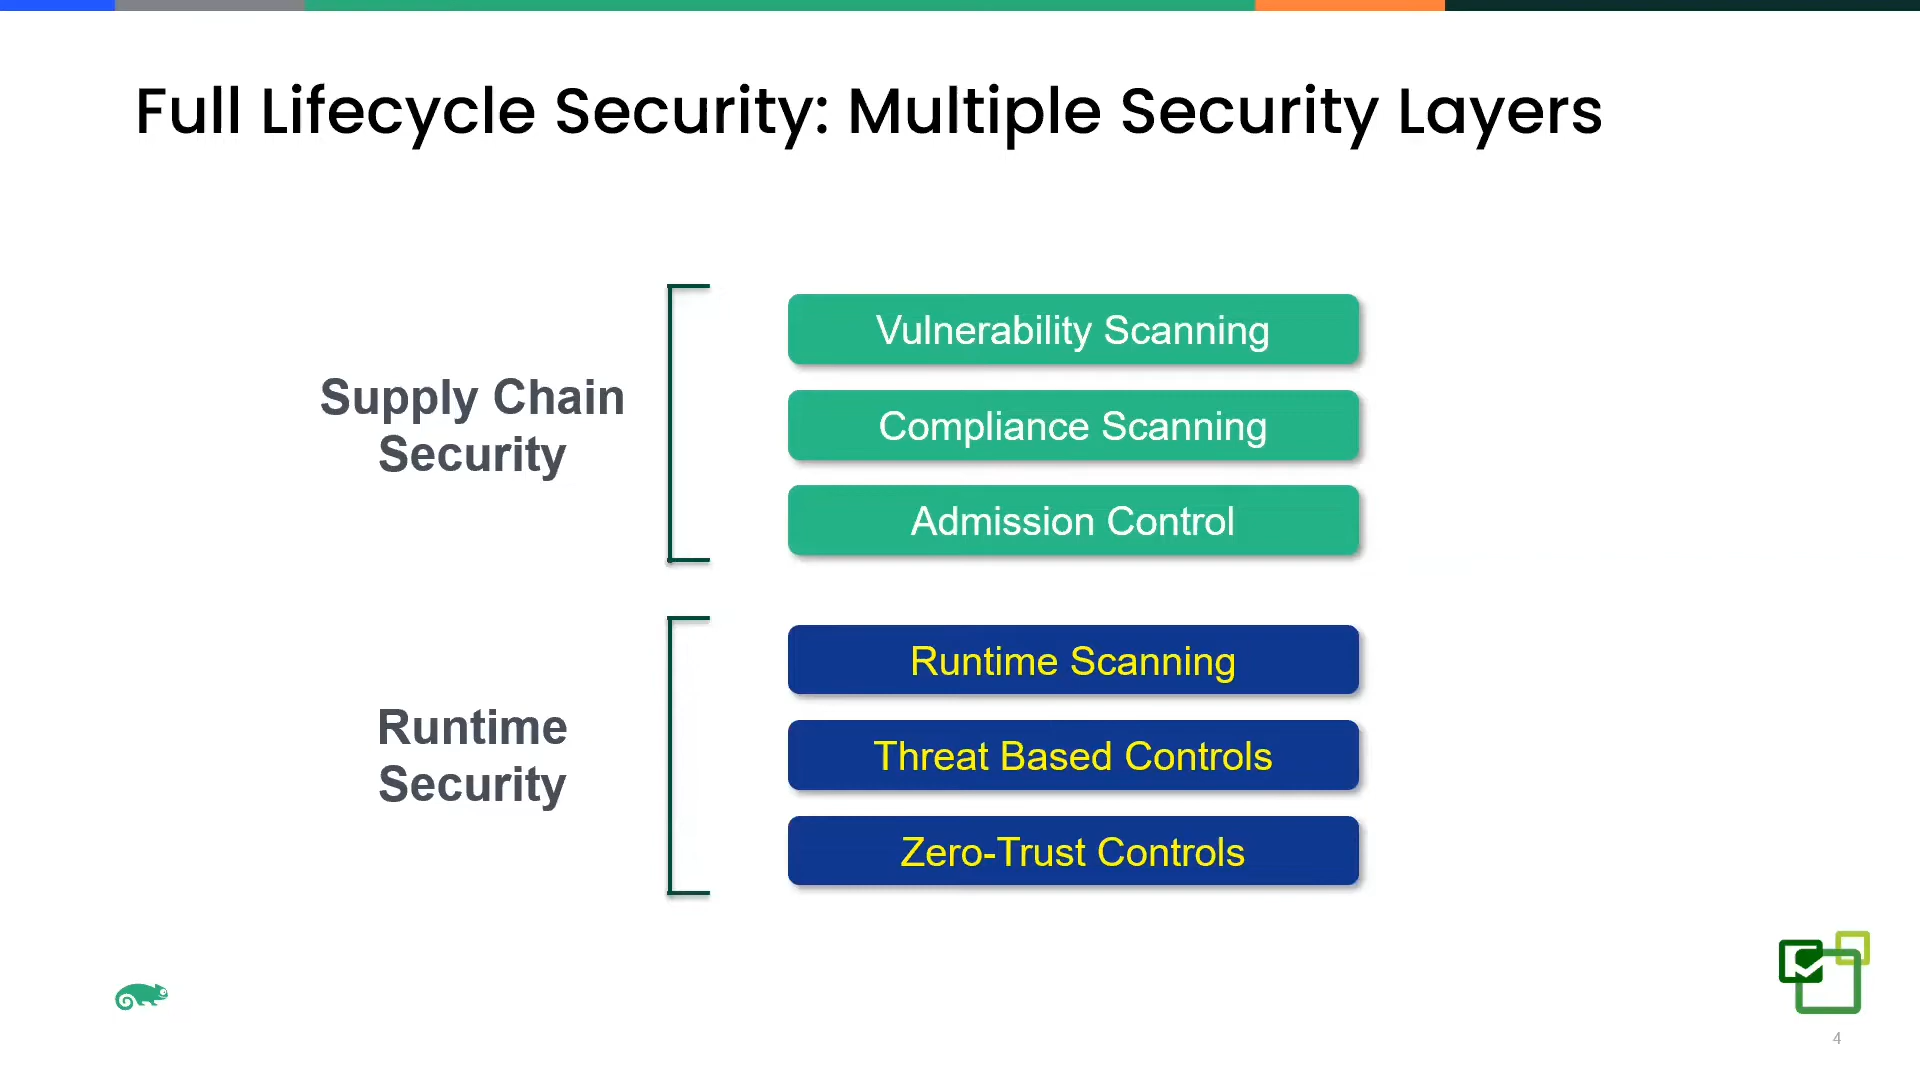 Full Lifecycle Security: Multiple Security Layers
Supply Chain
Security
Vulnerability Scanning
Compliance Scanning
Admission Control
Runtime
Security
Runtime Scanning
Threat Based Controls
Zero-Trust Controls
4